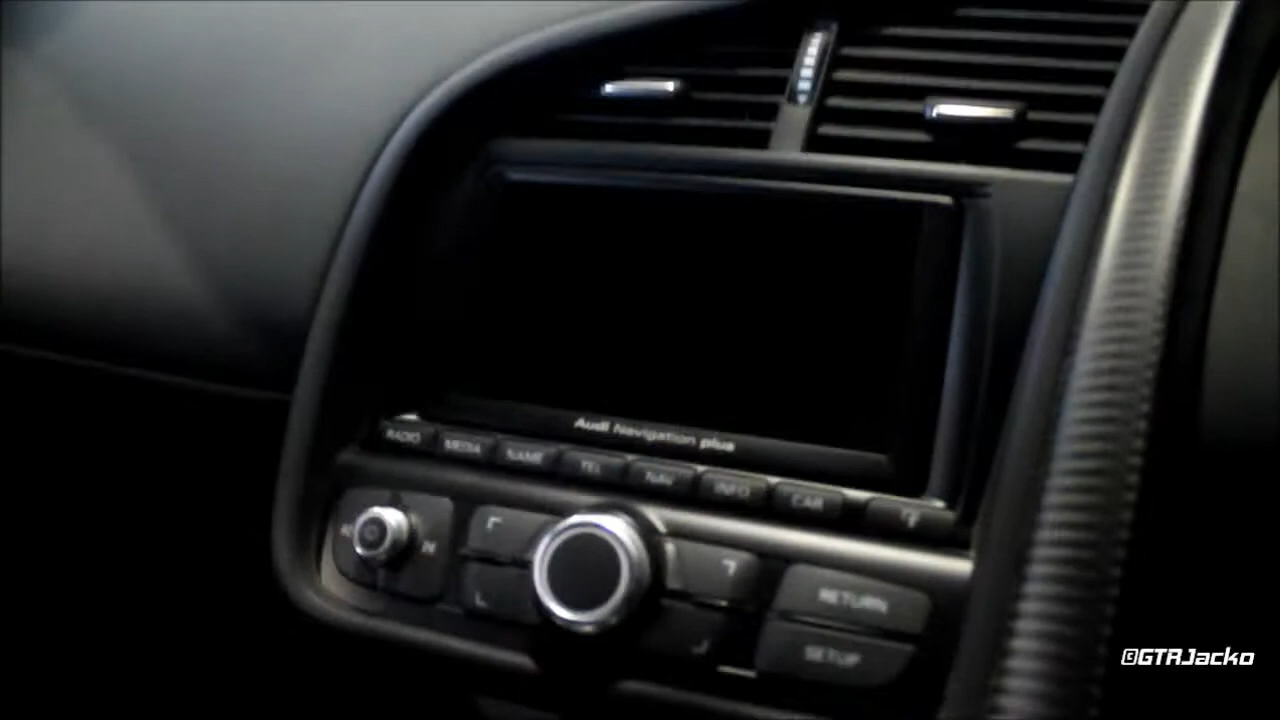 Audi Navigation plus
RADIO MEDIA NAME TEL NAV INFO CAR
RETURN
SETUP
©GTRJacko